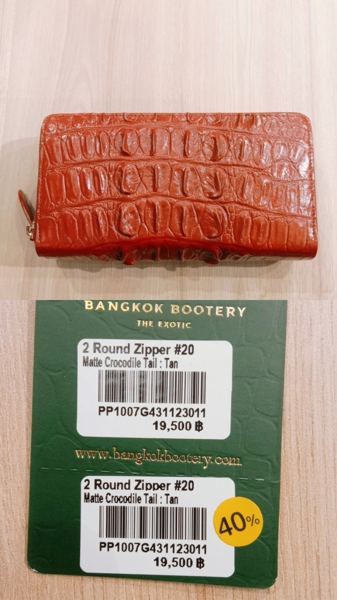 BANGKOK BOOTERY
THE EXOTIC
2 Round Zipper #20
Matte Crocodile Tail : Tan
PP1007G431123011
19,500 ฿
www.bangkokbootery.com
2 Round Zipper #20
Matte Crocodile Tail : Tan
40%
PP1007G431123011
19,500 ฿